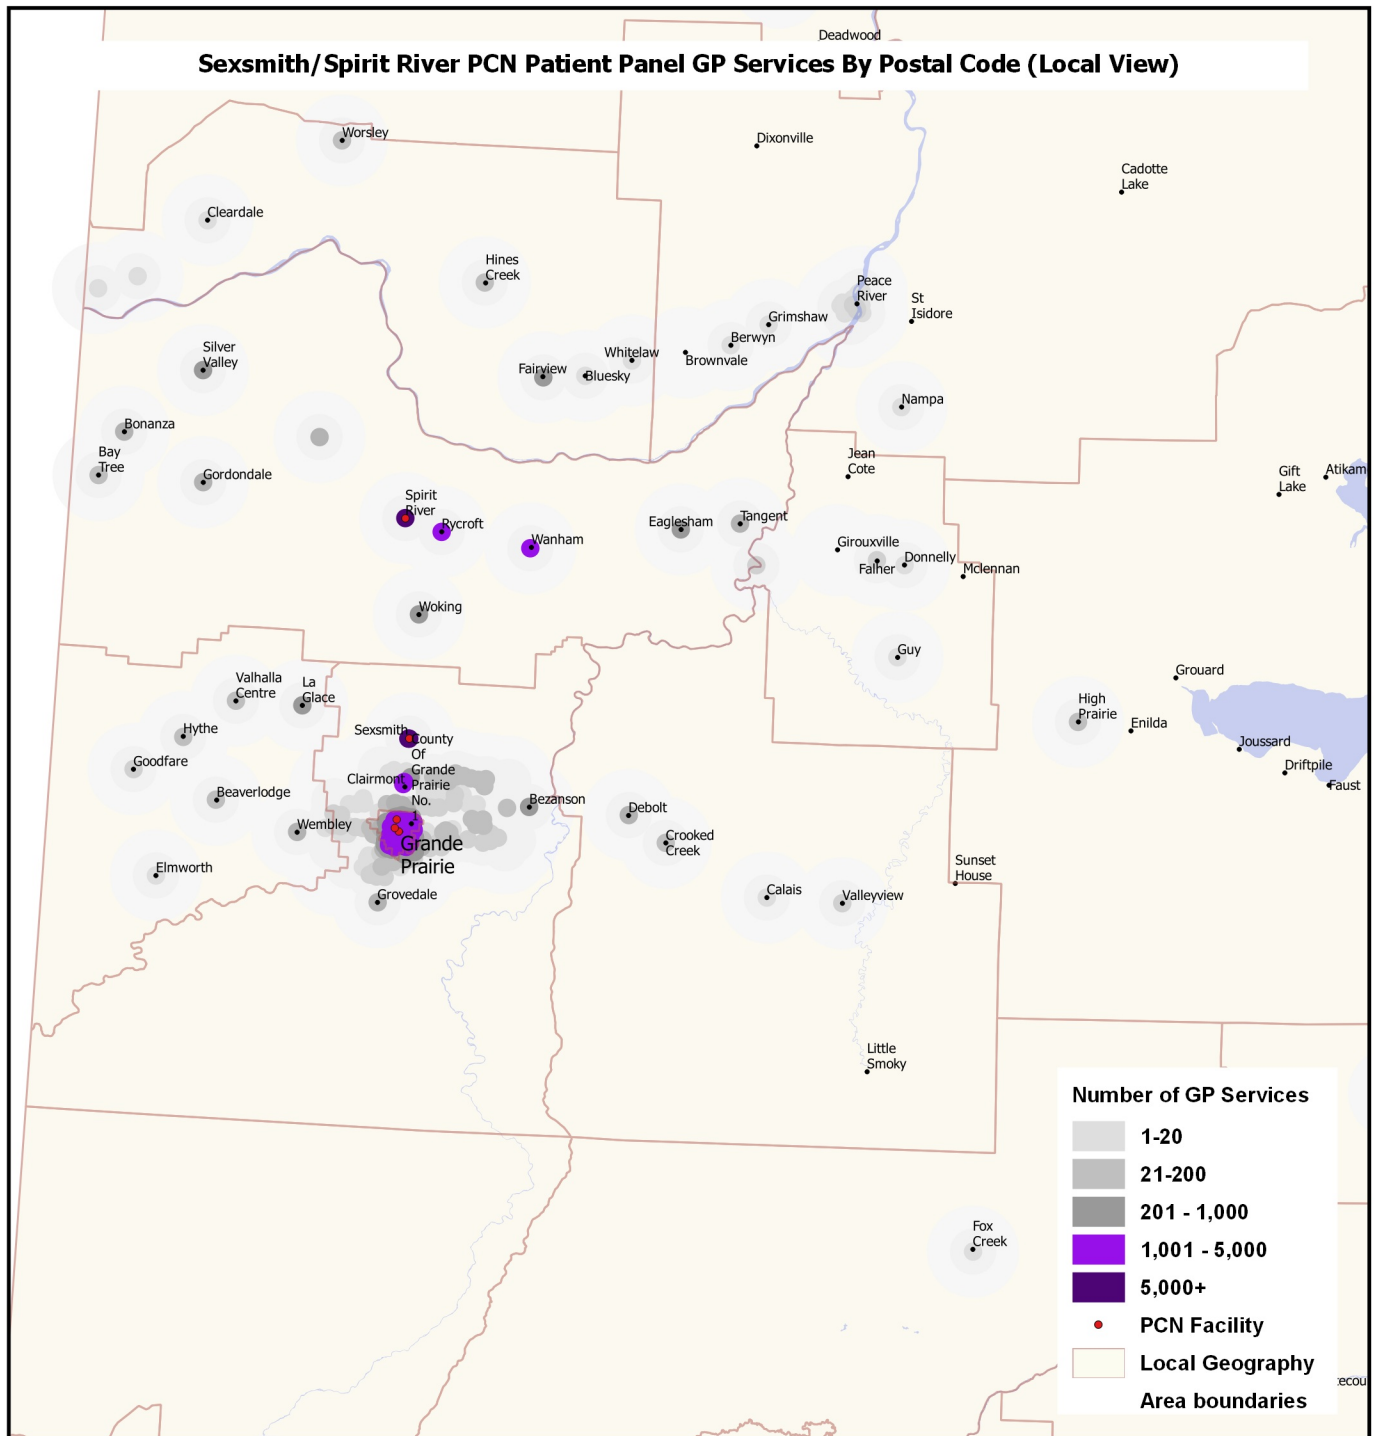 Deadwood
Sexsmith/Spirit River PCN Patient Panel GP Services By Postal Code (Local View)
Worsley
Dixonville
Cadotte
Lake
Cleardale
Hines
Creek
Peace
River
St
Isidore
Grimshaw
Berwyn
Brownvale
Whitelaw
Fairview
Bluesky
Silver
Valley
Nampa
Bonanza
Bay
Tree
Gordondale
Jean
Cote
Gift
Lake
Atikam
Spirit
River
Rycroft
Wanham
Eaglesham
Tangent
Girouxville
Falher
Donnelly
Mclennan
Woking
Guy
Grouard
Valhalla
Centre
La
Glace
High
Prairie
Enilda
Hythe
Sexsmith
County
Of
Grande
Prairie
No.
1
Joussard
Driftpile
Faust
Goodfare
Clairmont
Beaverlodge
Bezanson
Debolt
Wembley
Crooked
Creek
Grande
Prairie
Elmworth
Grovedale
Calais
Valleyview
Sunset
House
Little
Smoky
Fox
Creek
Number of GP Services
1-20
21-200
201 - 1,000
1,001 - 5,000
5,000+
PCN Facility
Local Geography
Area boundaries